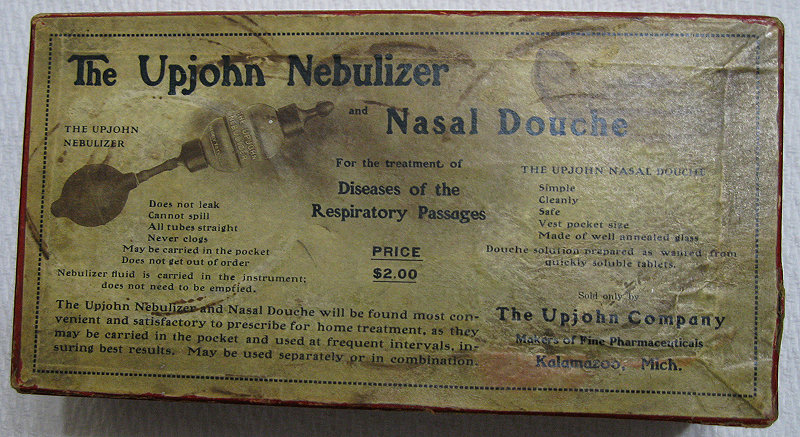 The Upjohn Nebulizer
and
Nasal Douche
THE UPJOHN
NEBULIZER
Does not leak
Cannot spill
All tubes straight
Never clogs
May be carried in the pocket
Does not get out of order
Nebulizer fluid is carried in the instrument;
does not need to be emptied.
For the treatment of
Diseases of the
Respiratory Passages
PRICE
$2.00
THE UPJOHN NASAL DOUCHE
Simple
Cleanly
Safe
Vest pocket size
Made of well annealed glass
Douche solution prepared as wanted from
quickly soluble tablets.
The Upjohn Nebulizer and Nasal Douche will be found most con-
venient and satisfactory to prescribe for home treatment, as they
may be carried in the pocket and used at frequent intervals, in-
suring best results. May be used separately or in combination.
Sold only by
The Upjohn Company
Makers of Fine Pharmaceuticals
Kalamazoo, Mich.